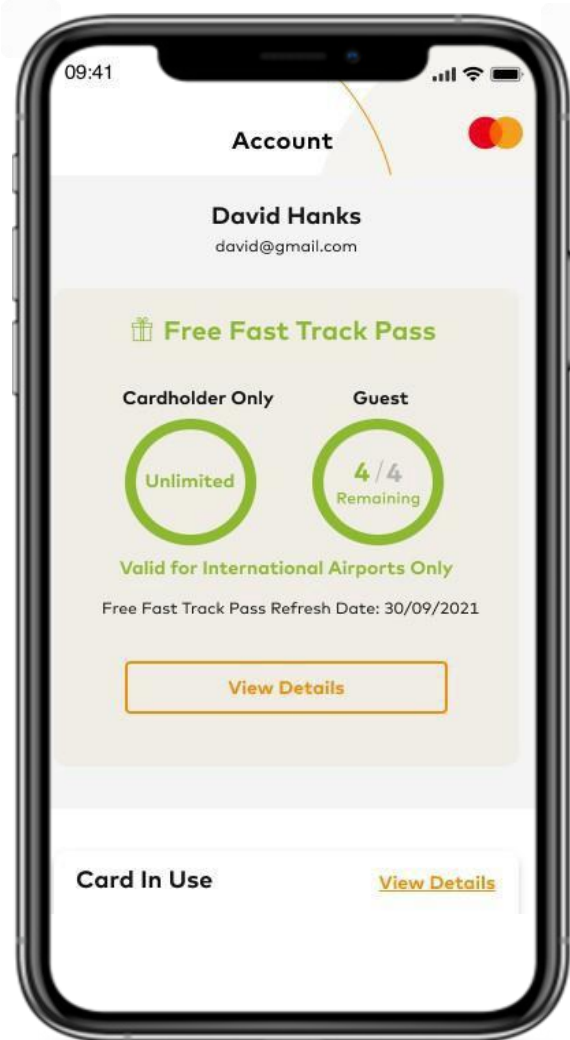 09:41
Account
David Hanks
david@gmail.com
Free Fast Track Pass
Cardholder Only Guest
Unlimited
4/4
Remaining
Valid for International Airports Only
Free Fast Track Pass Refresh Date: 30/09/2021
View Details
Card In Use View Details